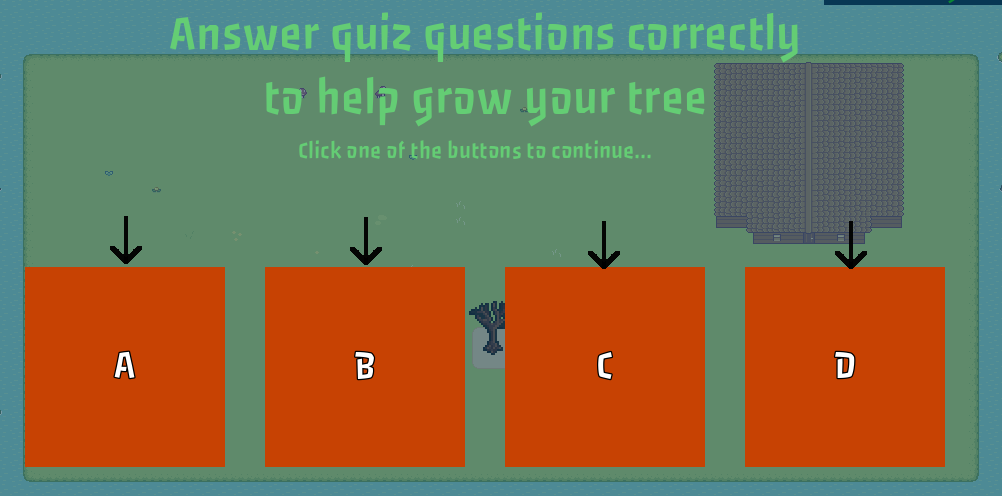 Answer quiz questions correctly
to help grow your tree
Click one of the buttons to continue...
A
B
C
D